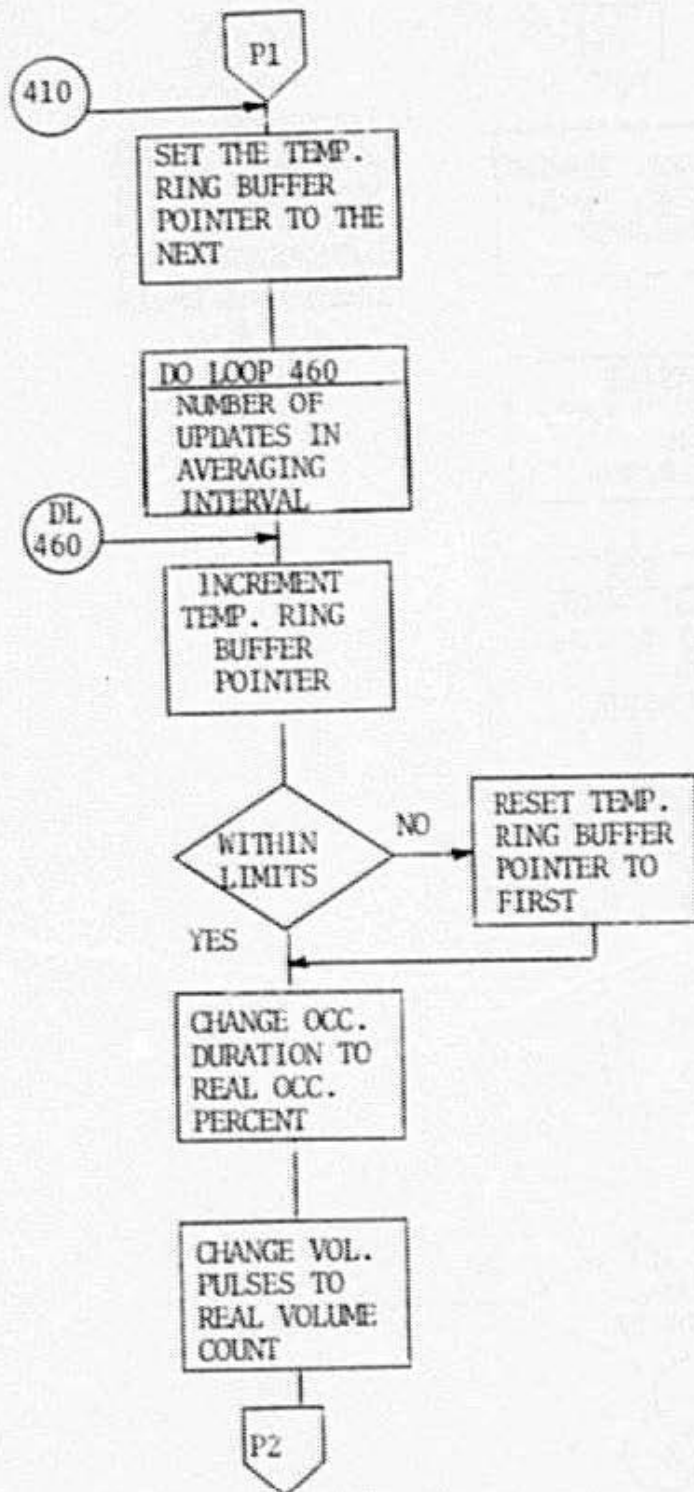 P1
410
SET THE TEMP.
RING BUFFER
POINTER TO THE
NEXT
DO LOOP 460
NUMBER OF
UPDATES IN
AVERAGING
INTERVAL
DL
460
INCREMENT
TEMP. RING
BUFFER
POINTER
WITHIN
LIMITS
NO
RESET TEMP.
RING BUFFER
POINTER TO
FIRST
YES
CHANGE OCC.
DURATION TO
REAL OCC.
PERCENT
CHANGE VOL.
PULSES TO
REAL VOLUME
COUNT
P2